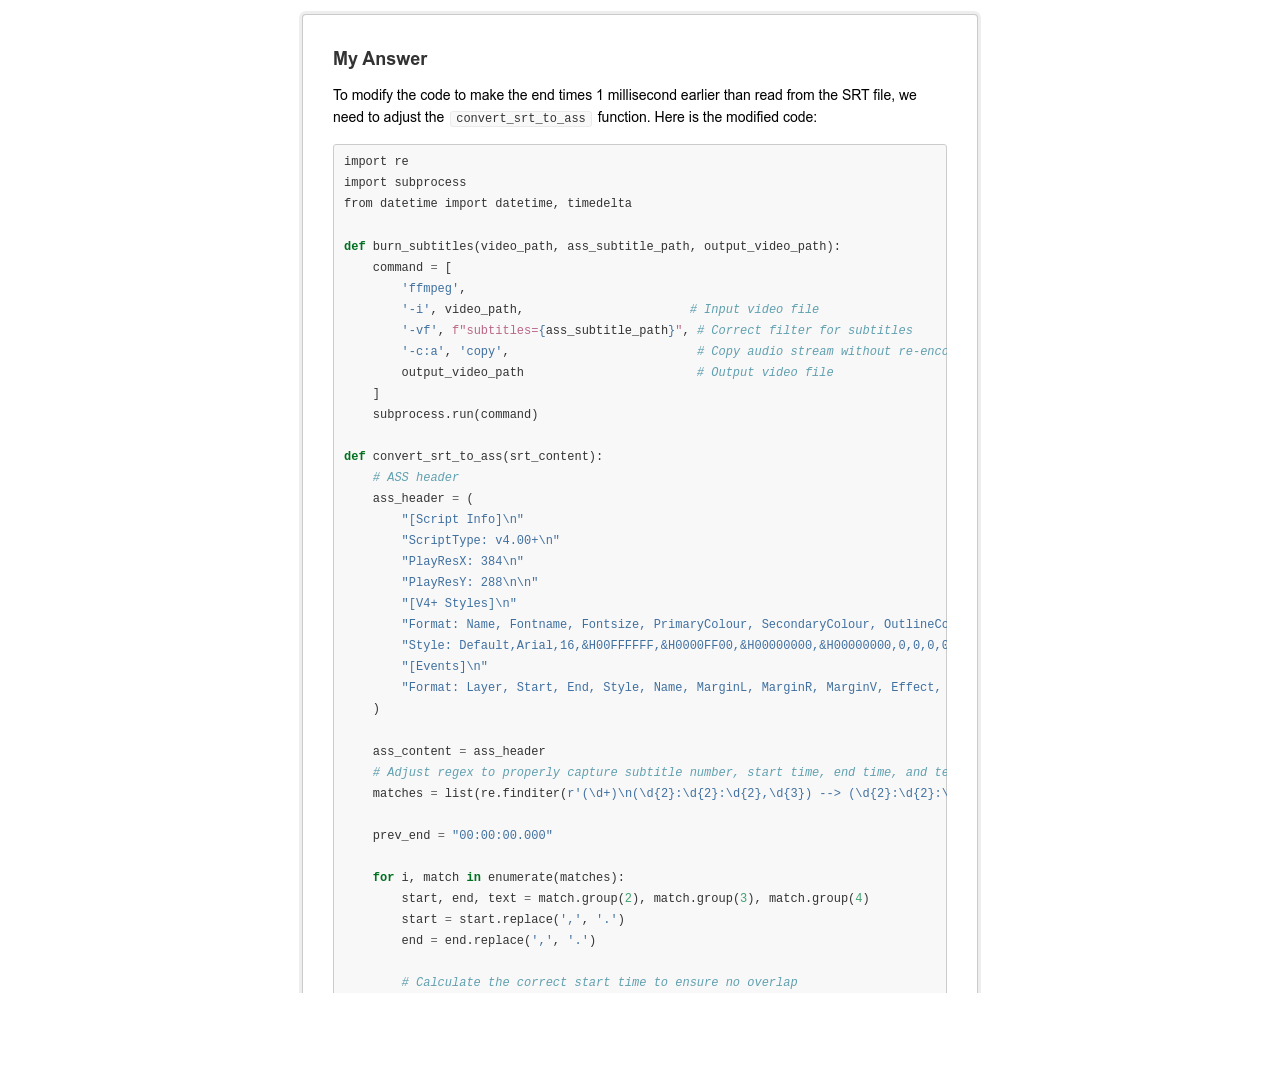 My Answer
To modify the code to make the end times 1 millisecond earlier than read from the SRT file, we
need to adjust the convert_srt_to_ass function. Here is the modified code:
import re
import subprocess
from datetime import datetime, timedelta
def burn_subtitles(video_path, ass_subtitle_path, output_video_path):
    command = [
        'ffmpeg',
        '-i', video_path,                       # Input video file
        '-vf', f"subtitles={ass_subtitle_path}", # Correct filter for subtitles
        '-c:a', 'copy',                          # Copy audio stream without re-enco
        output_video_path                        # Output video file
    ]
    subprocess.run(command)
def convert_srt_to_ass(srt_content):
    # ASS header
    ass_header = (
        "[Script Info]\n"
        "ScriptType: v4.00+\n"
        "PlayResX: 384\n"
        "PlayResY: 288\n\n"
        "[V4+ Styles]\n"
        "Format: Name, Fontname, Fontsize, PrimaryColour, SecondaryColour, OutlineCo
        "Style: Default,Arial,16,&H00FFFFFF,&H0000FF00,&H00000000,&H00000000,0,0,0,0
        "[Events]\n"
        "Format: Layer, Start, End, Style, Name, MarginL, MarginR, MarginV, Effect,
    )
    ass_content = ass_header
    # Adjust regex to properly capture subtitle number, start time, end time, and te
    matches = list(re.finditer(r'(\d+)\n(\d{2}:\d{2}:\d{2},\d{3}) --> (\d{2}:\d{2}:\
    prev_end = "00:00:00.000"
    for i, match in enumerate(matches):
        start, end, text = match.group(2), match.group(3), match.group(4)
        start = start.replace(',', '.')
        end = end.replace(',', '.')
        # Calculate the correct start time to ensure no overlap